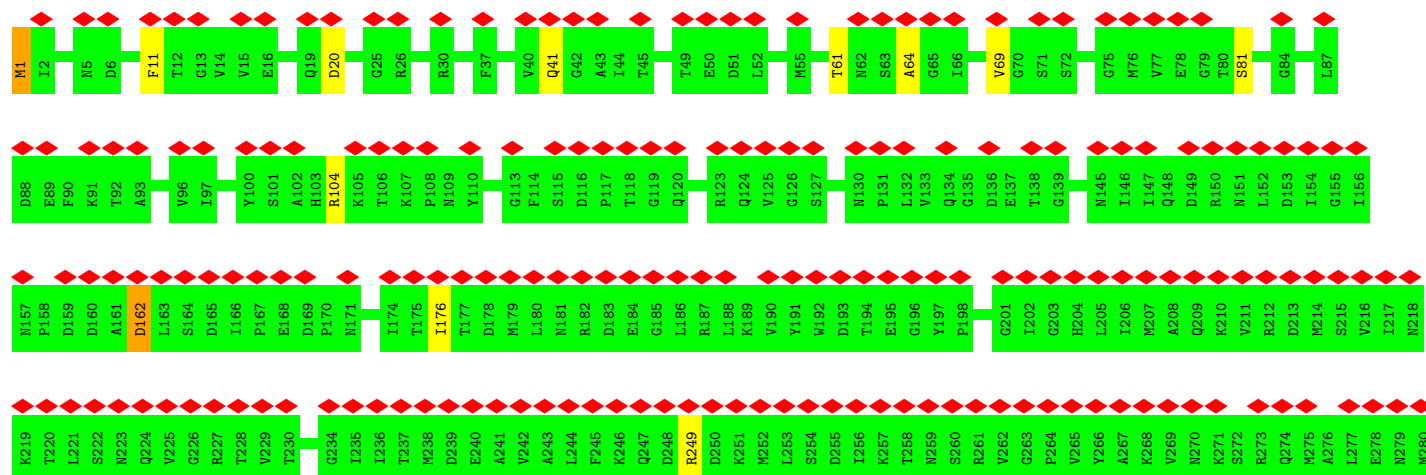 M1 I2 N5 D6 F11 T12 G13 V14 V15 E16 Q19 D20 G25 R26 R30 F37 V40 Q41 G42 A43 I44 T45 T49 E50 D51 L52 M55 T61 N62 S63 A64 G65 I66 V69 G70 S71 S72 G75 M76 V77 E78 G79 T80 S81 G84 L87
D88 E89 F90 K91 T92 A93 V96 I97 Y100 S101 A102 H103 R104 K105 T106 K107 P108 N109 Y110 G113 F114 S115 D116 P117 T118 G119 Q120 R123 Q124 V125 G126 S127 N130 P131 L132 V133 Q134 G135 D136 E137 T138 G139 N145 I146 I147 Q148 D149 R150 N151 L152 D153 I154 G155 I156
N157 P158 D159 D160 A161 D162 L163 S164 D165 I166 P167 E168 D169 P170 N171 I174 T175 I176 T177 D178 M179 L180 N181 R182 D183 E184 G185 L186 R187 L188 K189 V190 Y191 W192 D193 T194 E195 G196 Y197 P198 G201 I202 G203 H204 L205 I206 M207 A208 Q209 K210 V211 R212 D213 M214 S215 V216 I217 N218
K219 T220 L221 S222 N223 Q224 V225 G226 R227 T228 V229 T230 G234 I235 I236 T237 M238 D239 E240 A241 V242 A243 L244 F245 K246 Q247 D248 R249 E250 K251 M252 L253 S254 D255 I256 K257 T258 N259 S260 R261 V262 G263 P264 V265 Y266 A267 K268 V269 N270 K271 S272 R273 Q274 M275 A276 L277 E278 N279